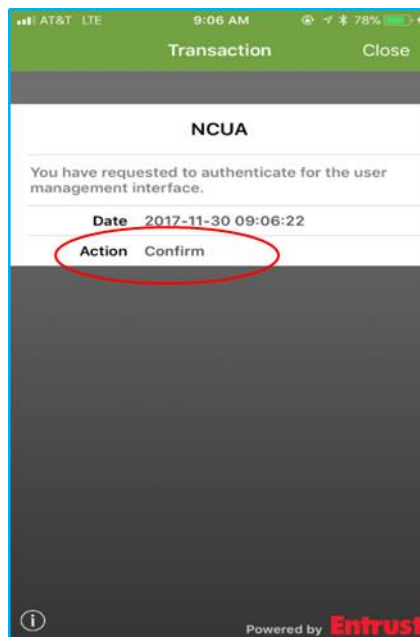 AT&T LTE 9:06 AM 78%
Transaction Close
NCUA
You have requested to authenticate for the user
management interface.
Date 2017-11-30 09:06:22
Action Confirm
i
Powered by Entrust